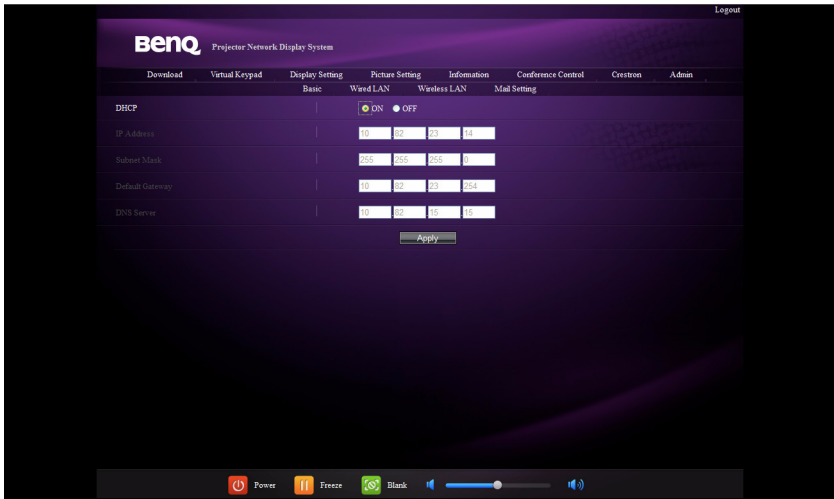 Logout
BenQ Projector Network Display System
Download Virtual Keypad Display Setting Picture Setting Information Conference Control Crestron Admin
Basic Wired LAN Wireless LAN Mail Setting
DHCP ON OFF
IP Address 10 .82 .23 .14
Subnet Mask 255 .255 .255 .0
Default Gateway 10 .82 .23 .254
DNS Server 10 .82 .15 .15
Apply
Power Freeze Blank